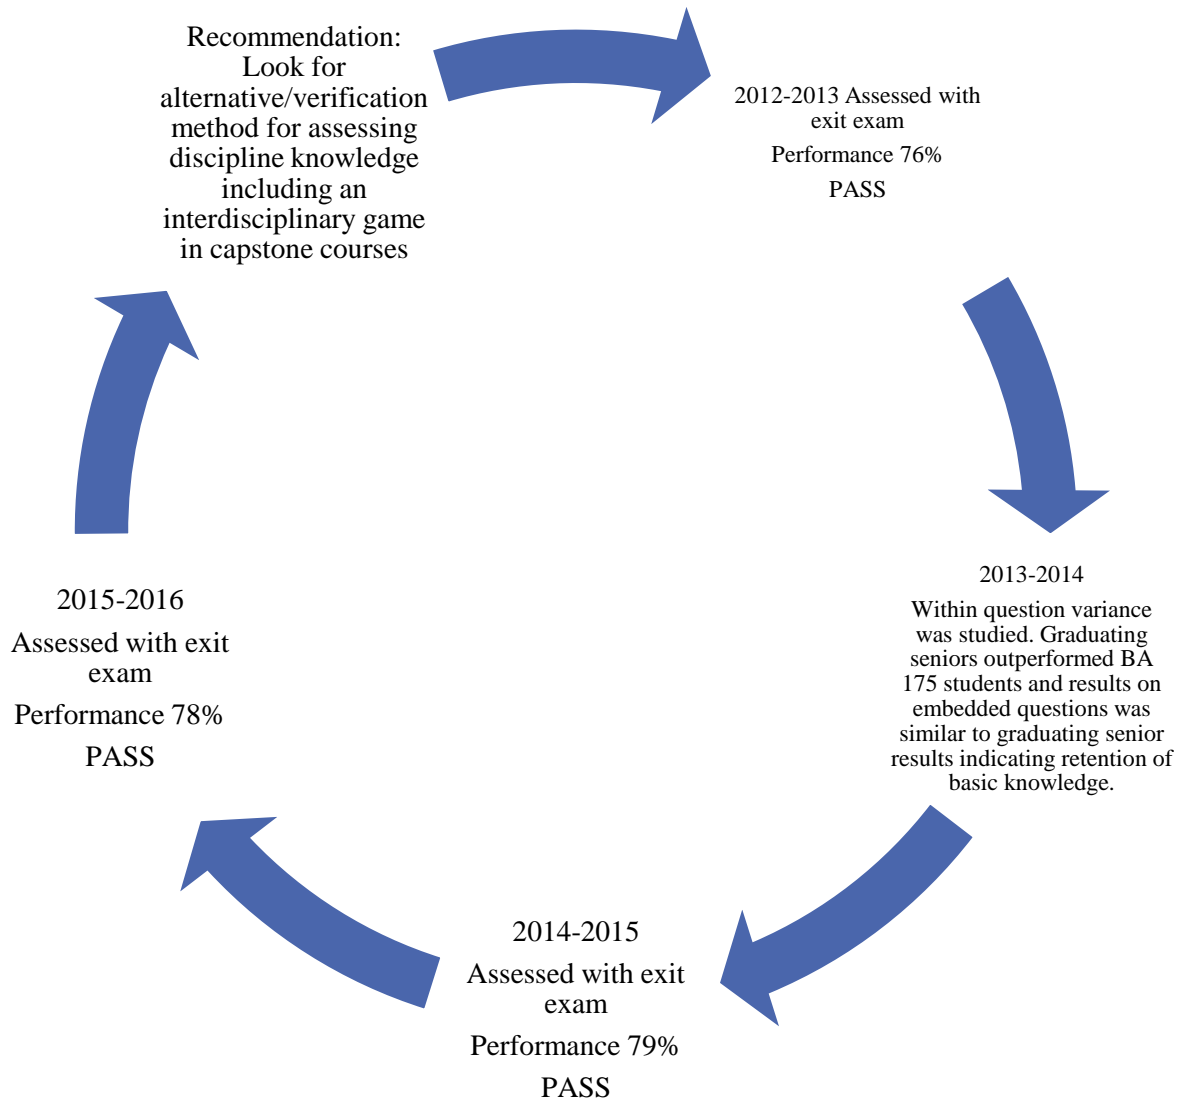 Recommendation:
Look for
alternative/verification
method for assessing
discipline knowledge
including an
interdisciplinary game
in capstone courses
2012-2013 Assessed with
exit exam
Performance 76%
PASS
2013-2014
Within question variance
was studied. Graduating
seniors outperformed BA
175 students and results on
embedded questions was
similar to graduating senior
results indicating retention of
basic knowledge.
2014-2015
Assessed with exit
exam
Performance 79%
PASS
2015-2016
Assessed with exit
exam
Performance 78%
PASS